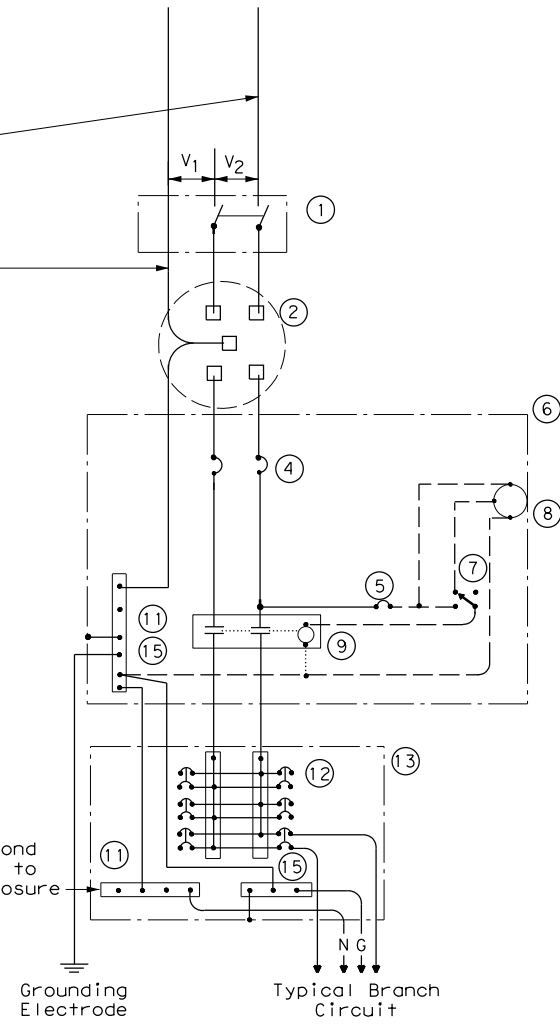 V1 V2
1
2
6
4
8
7
5
11
9
15
13
12
ond
to
osure
11
15
N G
Grounding
Electrode
Typical Branch
Circuit